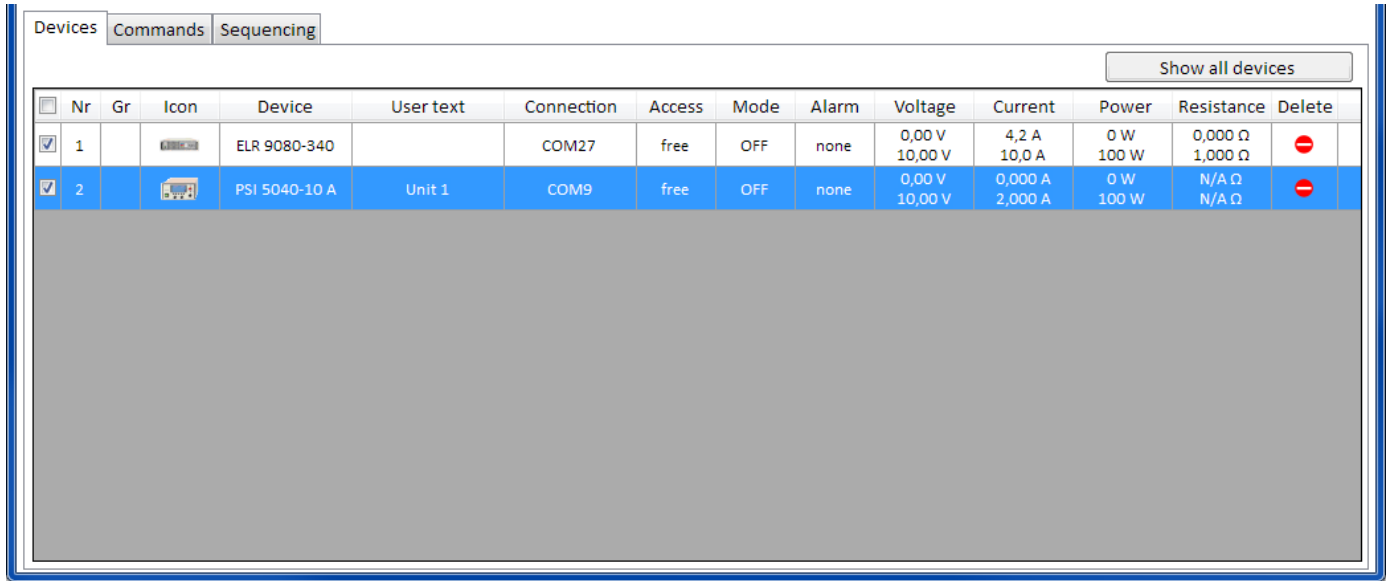 Devices Commands Sequencing
Show all devices
Nr Gr Icon Device User text Connection Access Mode Alarm Voltage Current Power Resistance Delete
1 ELR 9080-340 COM27 free OFF none 0,00 V 4,2 A 0 W 0,000 Ω
10,00 V 10,0 A 100 W 1,000 Ω
2 PSI 5040-10 A Unit 1 COM9 free OFF none 0,00 V 0,000 A 0 W N/A Ω
10,00 V 2,000 A 100 W N/A Ω